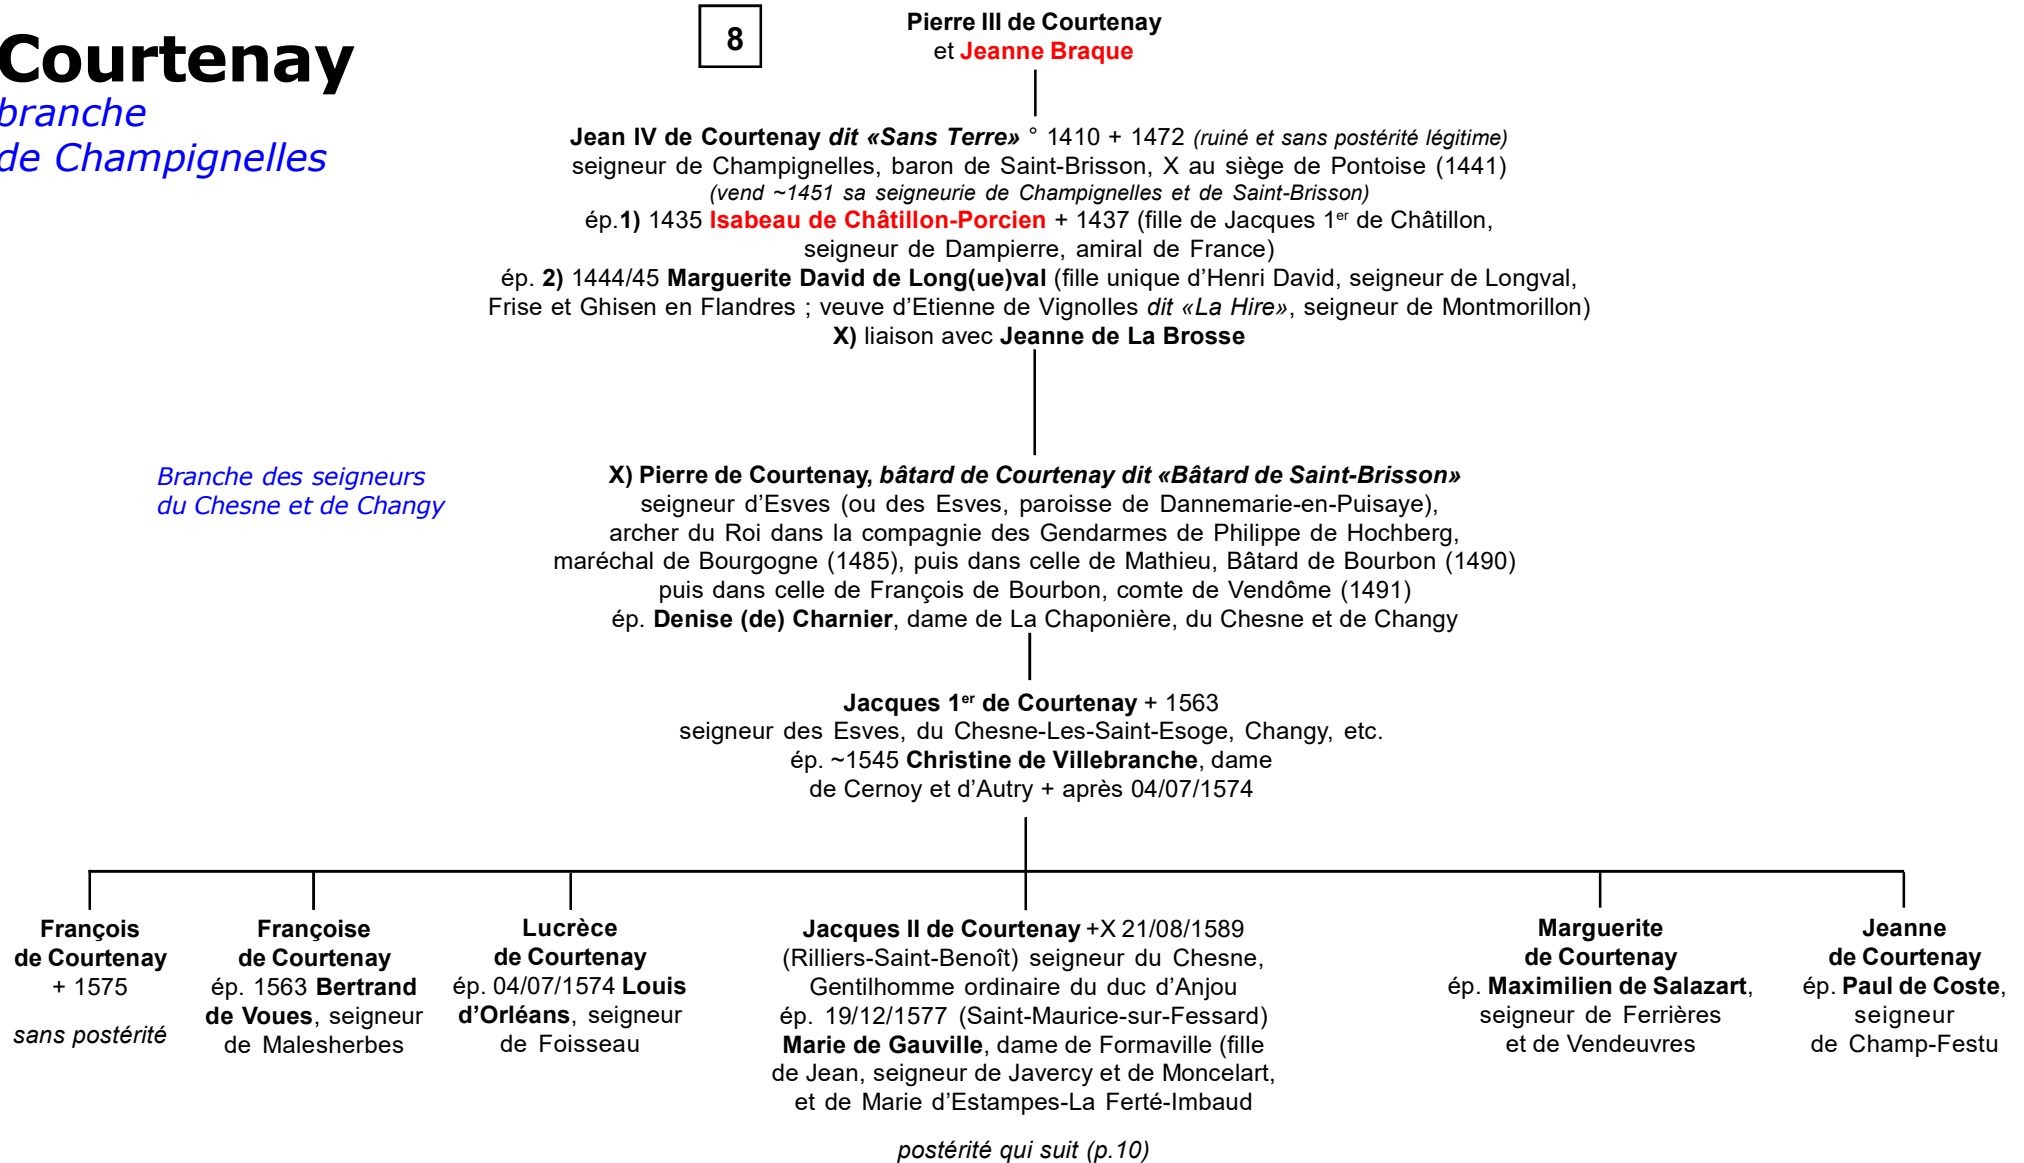 Courtenay
branche
de Champignelles
8
Pierre III de Courtenay
et Jeanne Braque
Jean IV de Courtenay dit «Sans Terre» ° 1410 + 1472 (ruiné et sans postérité légitime)
seigneur de Champignelles, baron de Saint-Brisson, X au siège de Pontoise (1441)
(vend ~1451 sa seigneurie de Champignelles et de Saint-Brisson)
ép.1) 1435 Isabeau de Châtillon-Porcien + 1437 (fille de Jacques 1er de Châtillon,
seigneur de Dampierre, amiral de France)
ép. 2) 1444/45 Marguerite David de Long(ue)val (fille unique d'Henri David, seigneur de Longval,
Frise et Ghisen en Flandres ; veuve d'Etienne de Vignolles dit «La Hire», seigneur de Montmorillon)
X) liaison avec Jeanne de La Brosse
Branche des seigneurs
du Chesne et de Changy
X) Pierre de Courtenay, bâtard de Courtenay dit «Bâtard de Saint-Brisson»
seigneur d'Esves (ou des Esves, paroisse de Dannemarie-en-Puisaye),
archer du Roi dans la compagnie des Gendarmes de Philippe de Hochberg,
maréchal de Bourgogne (1485), puis dans celle de Mathieu, Bâtard de Bourbon (1490)
puis dans celle de François de Bourbon, comte de Vendôme (1491)
ép. Denise (de) Charnier, dame de La Chaponière, du Chesne et de Changy
Jacques 1er de Courtenay + 1563
seigneur des Esves, du Chesne-Les-Saint-Esoge, Changy, etc.
ép. ~1545 Christine de Villebranche, dame
de Cernoy et d'Autry + après 04/07/1574
François
de Courtenay
+ 1575
sans postérité
Françoise
de Courtenay
ép. 1563 Bertrand
de Voues, seigneur
de Malesherbes
Lucrèce
de Courtenay
ép. 04/07/1574 Louis
d'Orléans, seigneur
de Foisseau
Jacques II de Courtenay +X 21/08/1589
(Rilliers-Saint-Benoît) seigneur du Chesne,
Gentilhomme ordinaire du duc d'Anjou
ép. 19/12/1577 (Saint-Maurice-sur-Fessard)
Marie de Gauville, dame de Formaville (fille
de Jean, seigneur de Javercy et de Moncelart,
et de Marie d'Estampes-La Ferté-Imbaud
postérité qui suit (p.10)
Marguerite
de Courtenay
ép. Maximilien de Salazart,
seigneur de Ferrières
et de Vendeuvres
Jeanne
de Courtenay
ép. Paul de Coste,
seigneur
de Champ-Festu